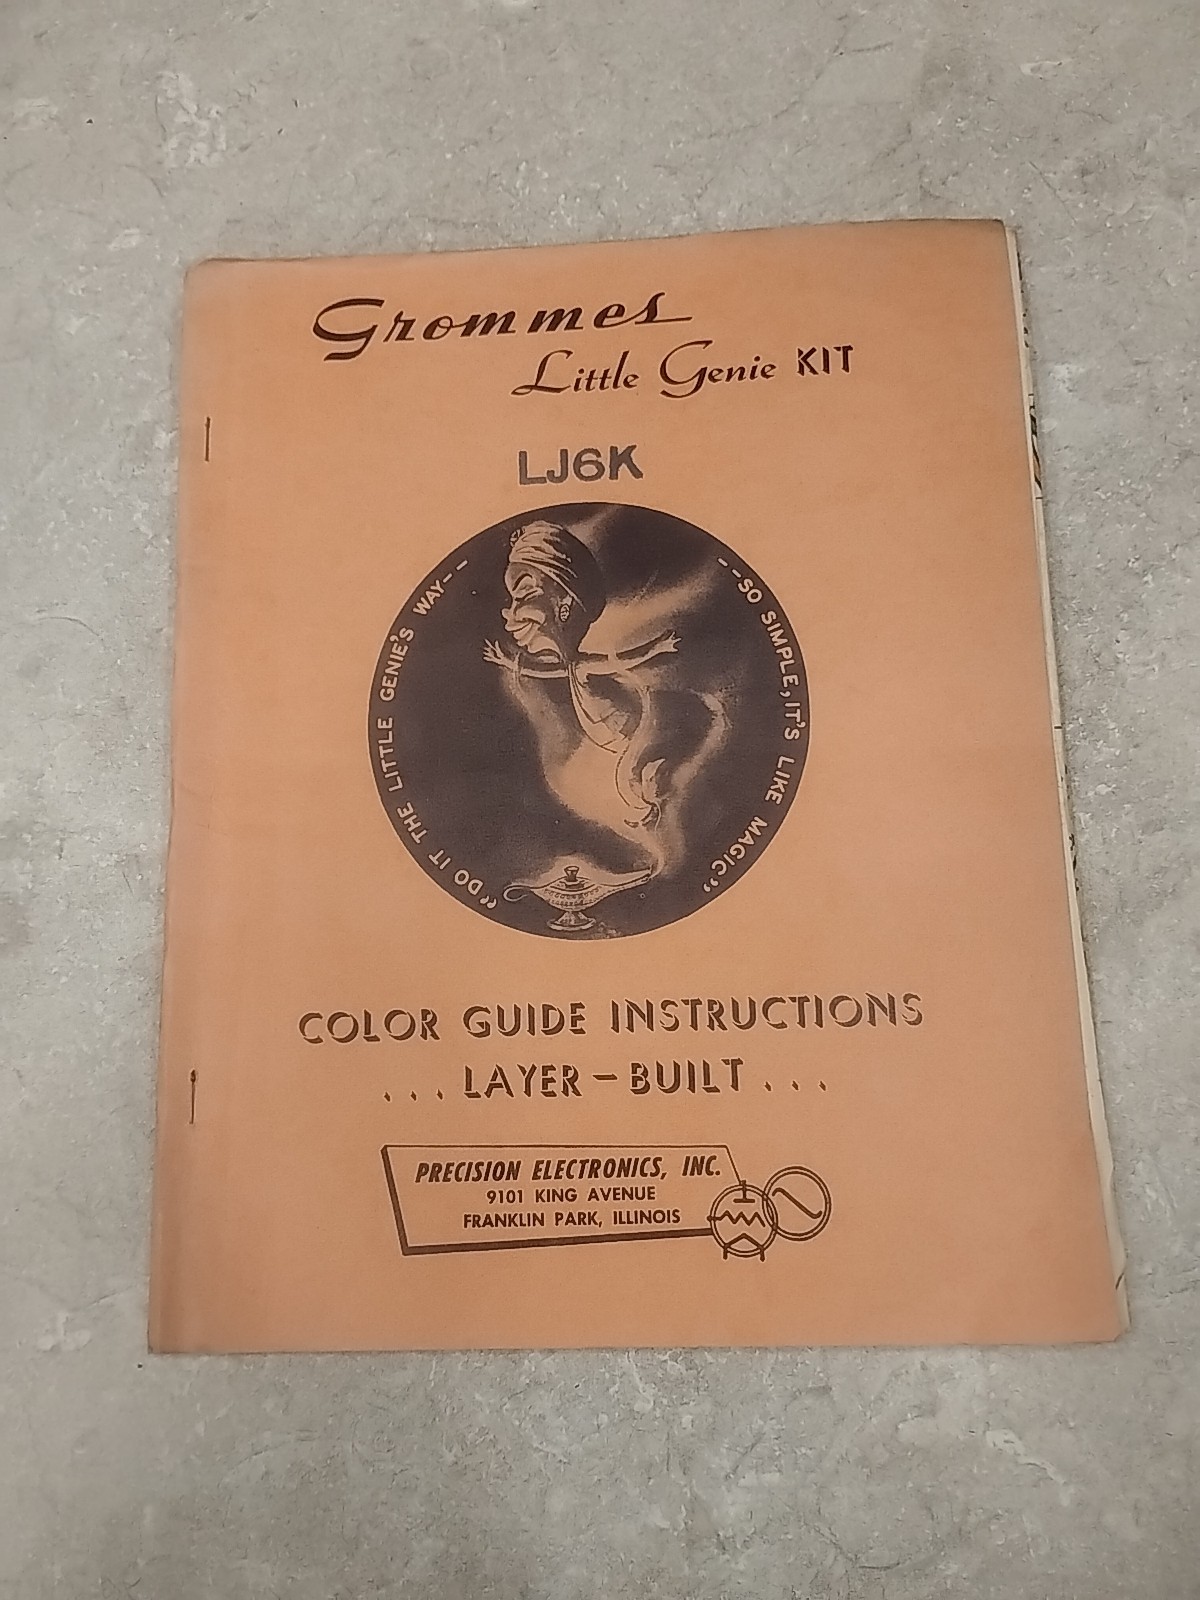 Grommes
Little Genie KIT
LJ6K
"DO IT THE LITTLE GENIE'S WAY--
--SO SIMPLE, IT'S LIKE MAGIC"
COLOR GUIDE INSTRUCTIONS
...LAYER-BUILT...
PRECISION ELECTRONICS, INC.
9101 KING AVENUE
FRANKLIN PARK, ILLINOIS